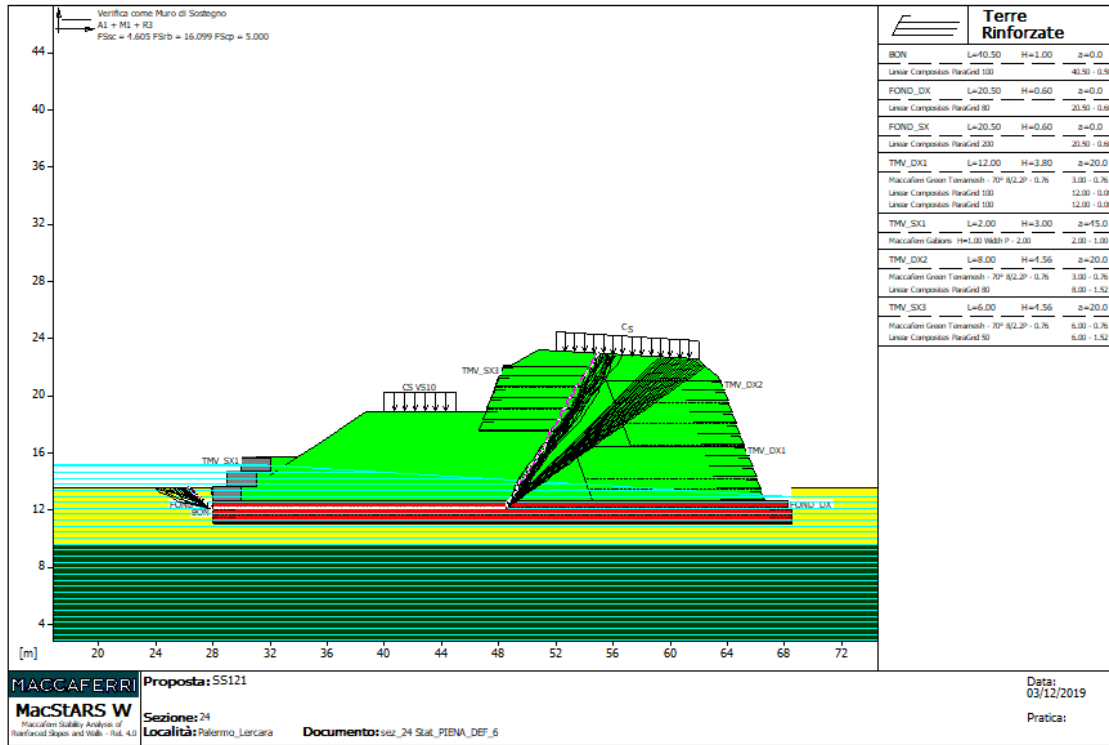 Verifica come Muro di Sostegno
A1 + M1 + R3
FSsc = 4.605 FSrb = 16.099 FScp = 5.000
44
40
36
32
28
24
20
16
12
8
4
[m]
20 24 28 32 36 40 44 48 52 56 60 64 68 72
CS
TMV_SX3
CS VS10
TMV_DX2
TMV_SX1
TMV_DX1
FOND
BON
FOND_DX
Terre
Rinforzate
BON L=40.50 H=1.00 a=0.0
Linear Composites ParaGrid 100 40.50 - 0.50
FOND_DX L=20.50 H=0.60 a=0.0
Linear Composites ParaGrid 80 20.50 - 0.60
FOND_SX L=20.50 H=0.60 a=0.0
Linear Composites ParaGrid 200 20.50 - 0.60
TMV_DX1 L=12.00 H=3.80 a=20.0
Maccaferri Green Terramesh - 70° 8/2.2P - 0.76 3.00 - 0.76
Linear Composites ParaGrid 100 12.00
Linear Composites ParaGrid 100 12.00
TMV_SX1 L=2.00 H=3.00 a=45.0
Maccaferri Gabions H=1.00 Width P - 2.00 2.00 - 1.00
TMV_DX2 L=8.00 H=4.56 a=20.0
Maccaferri Green Terramesh - 70° 8/2.2P - 0.76 3.00 - 0.76
Linear Composites ParaGrid 80 8.00 - 1.52
TMV_SX3 L=6.00 H=4.56 a=20.0
Maccaferri Green Terramesh - 70° 8/2.2P - 0.76 6.00 - 0.76
Linear Composites ParaGrid 50 6.00 - 1.52
MACCAFERRI
MacStARS W
Maccaferri Stability Analysis of
Reinforced Slopes and Walls - Rel. 4.0
Proposta: SS121
Sezione: 24
Località: Palermo_Lercara Documento: sez_24 Stat_PIENA_DEF_6
Data:
03/12/2019
Pratica: